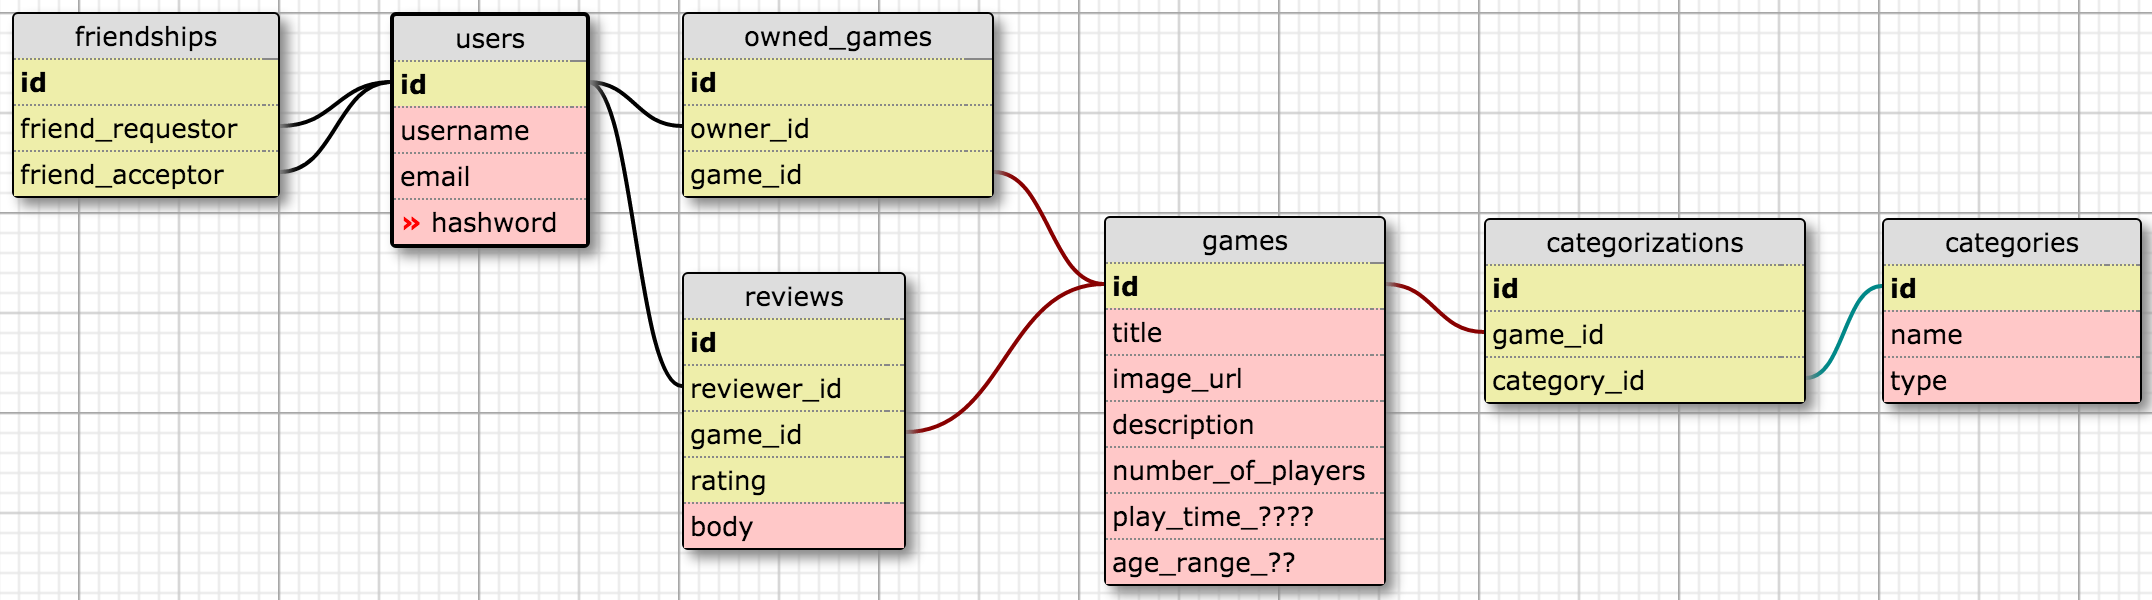 friendships
id
friend_requestor
friend_acceptor
users
id
username
email
» hashword
owned_games
id
owner_id
game_id
reviews
id
reviewer_id
game_id
rating
body
games
id
title
image_url
description
number_of_players
play_time_????
age_range_??
categorizations
id
game_id
category_id
categories
id
name
type